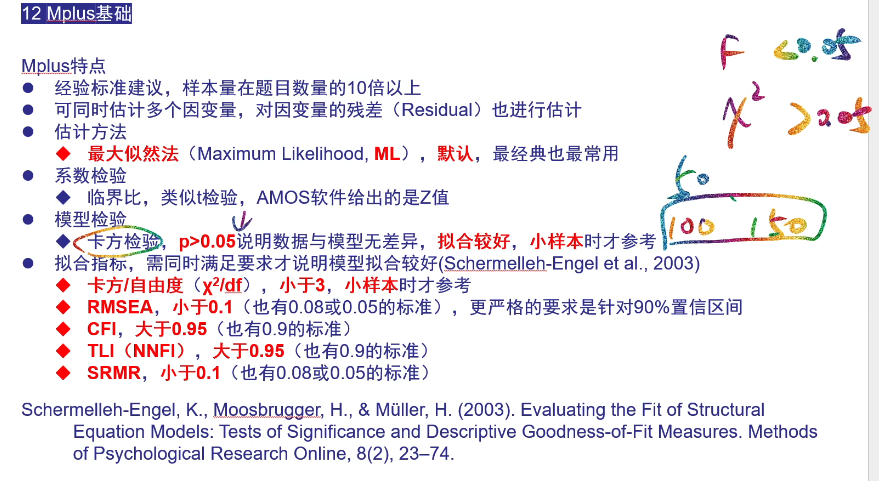 12 Mplus基础
Mplus特点
● 经验标准建议，样本量在题目数量的10倍以上
● 可同时估计多个因变量，对因变量的残差（Residual）也进行估计
● 估计方法
◆ 最大似然法（Maximum Likelihood, ML），默认，最经典也最常用
● 系数检验
◆ 临界比，类似t检验，AMOS软件给出的是Z值
● 模型检验
◆ 卡方检验，p>0.05说明数据与模型无差异，拟合较好，小样本时才参考
● 拟合指标，需同时满足要求才说明模型拟合较好(Schermelleh-Engel et al., 2003)
◆ 卡方/自由度（χ²/df），小于3，小样本时才参考
◆ RMSEA，小于0.1（也有0.08或0.05的标准），更严格的要求是针对90%置信区间
◆ CFI，大于0.95（也有0.9的标准）
◆ TLI（NNFI），大于0.95（也有0.9的标准）
◆ SRMR，小于0.1（也有0.08或0.05的标准）
Schermelleh-Engel, K., Moosbrugger, H., & Müller, H. (2003). Evaluating the Fit of Structural
Equation Models: Tests of Significance and Descriptive Goodness-of-Fit Measures. Methods
of Psychological Research Online, 8(2), 23–74.
F <0.05
χ²
50
100 150